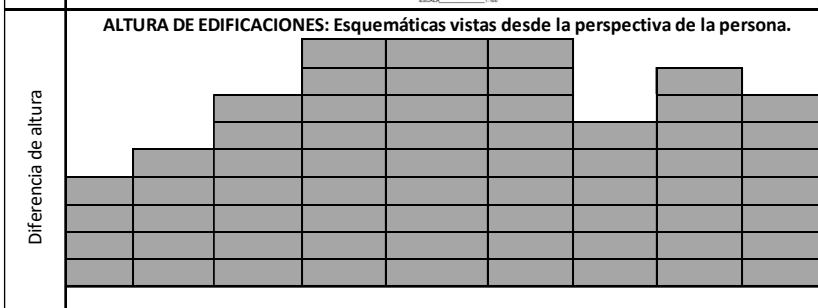 ALTURA DE EDIFICACIONES: Esquemáticas vistas desde la perspectiva de la persona.
Diferencia de altura